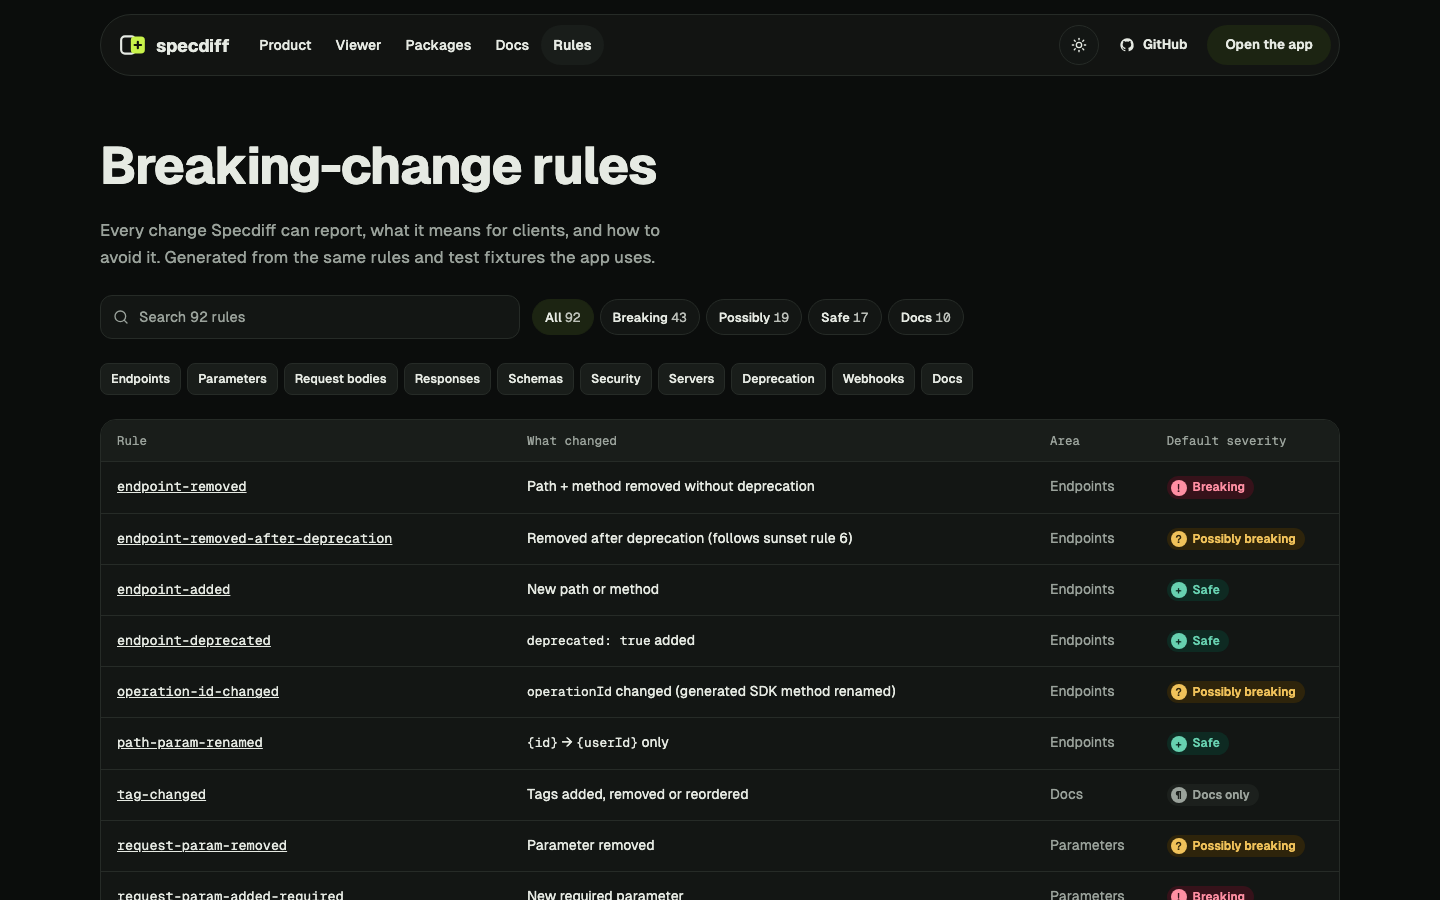 specdiff Product Viewer Packages Docs Rules GitHub Open the app
Breaking-change rules
Every change Specdiff can report, what it means for clients, and how to
avoid it. Generated from the same rules and test fixtures the app uses.
Search 92 rules All 92 Breaking 43 Possibly 19 Safe 17 Docs 10
Endpoints Parameters Request bodies Responses Schemas Security Servers Deprecation Webhooks Docs
Rule What changed Area Default severity
endpoint-removed Path + method removed without deprecation Endpoints ! Breaking
endpoint-removed-after-deprecation Removed after deprecation (follows sunset rule 6) Endpoints ? Possibly breaking
endpoint-added New path or method Endpoints + Safe
endpoint-deprecated deprecated: true added Endpoints + Safe
operation-id-changed operationId changed (generated SDK method renamed) Endpoints ? Possibly breaking
path-param-renamed {id} → {userId} only Endpoints + Safe
tag-changed Tags added, removed or reordered Docs ¶ Docs only
request-param-removed Parameter removed Parameters ? Possibly breaking
request-param-added-required New required parameter Parameters ! Breaking